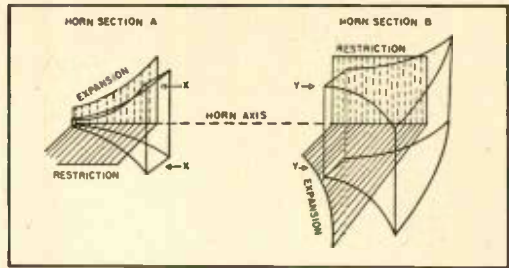 HORN SECTION A
HORN SECTION B
RESTRICTION
EXPANSION
X
Y
HORN AXIS
X
Y
RESTRICTION
EXPANSION